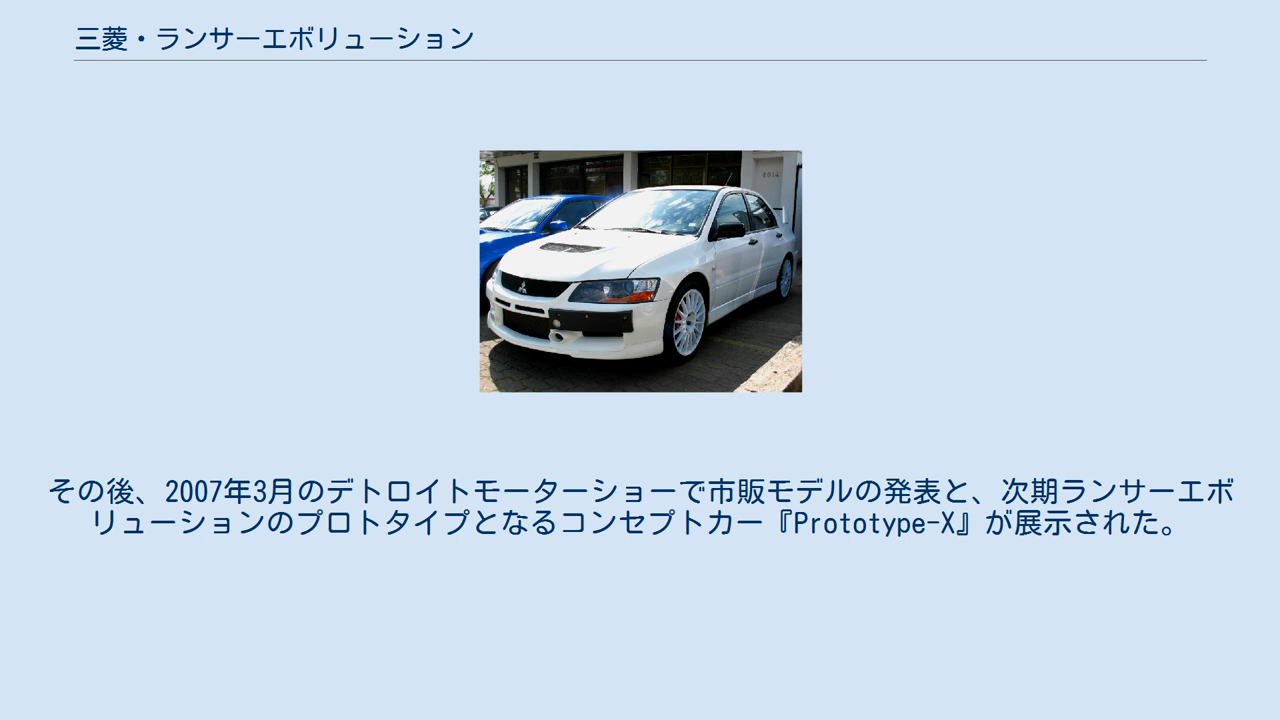 三菱・ランサーエボリューション
その後、2007年3月のデトロイトモーターショーで市販モデルの発表と、次期ランサーエボ
リューションのプロトタイプとなるコンセプトカー『Prototype-X』が展示された。